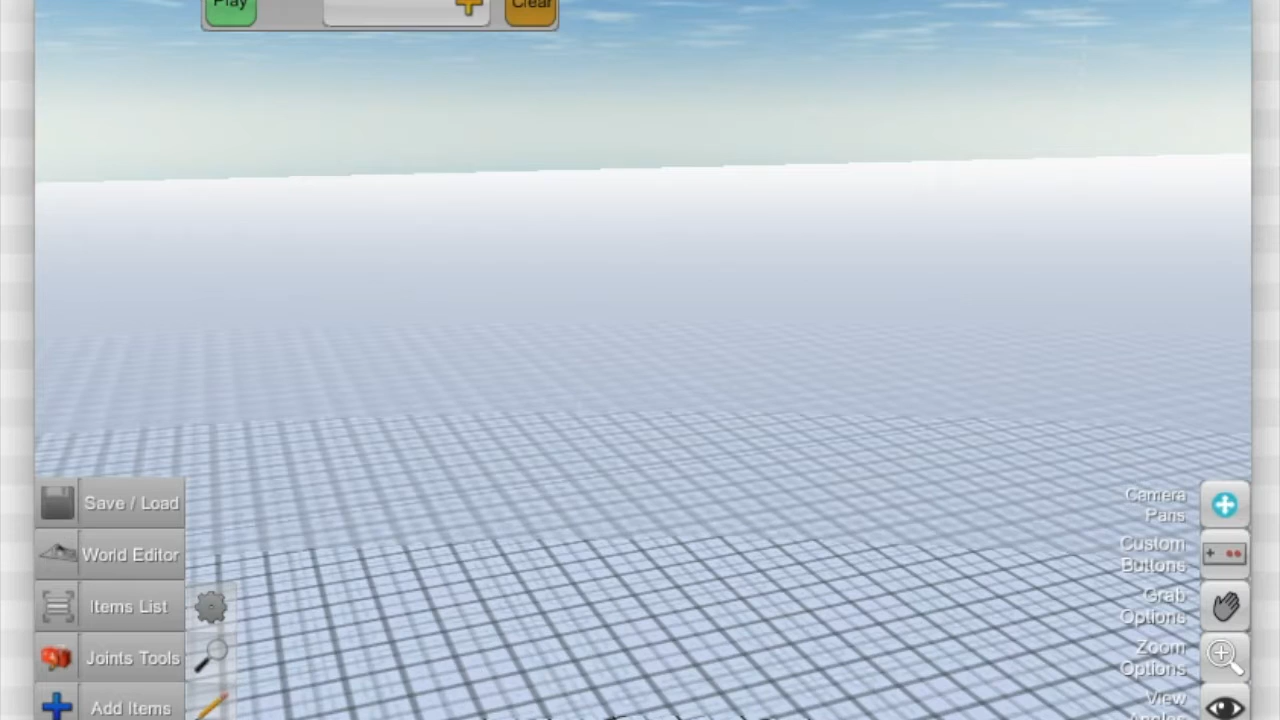 Play
Clear
Save / Load
World Editor
Items List
Joints Tools
Add Items
Camera
Pans
Custom
Buttons
Grab
Options
Zoom
Options
View
Angles